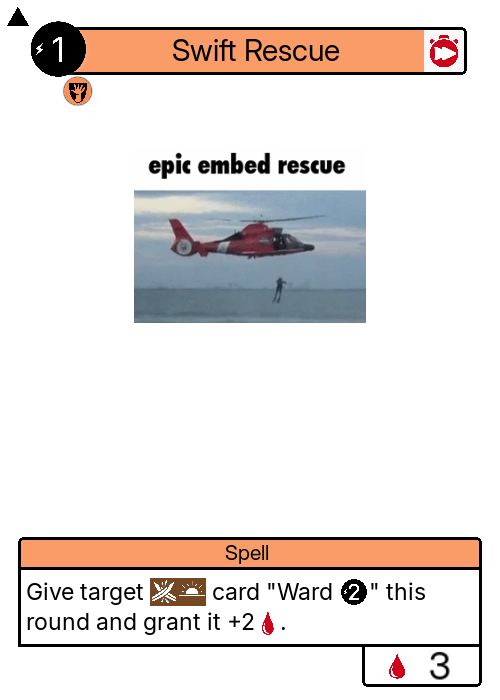 1
Swift Rescue
epic embed rescue
Spell
Give target card "Ward 2" this
round and grant it +2.
3